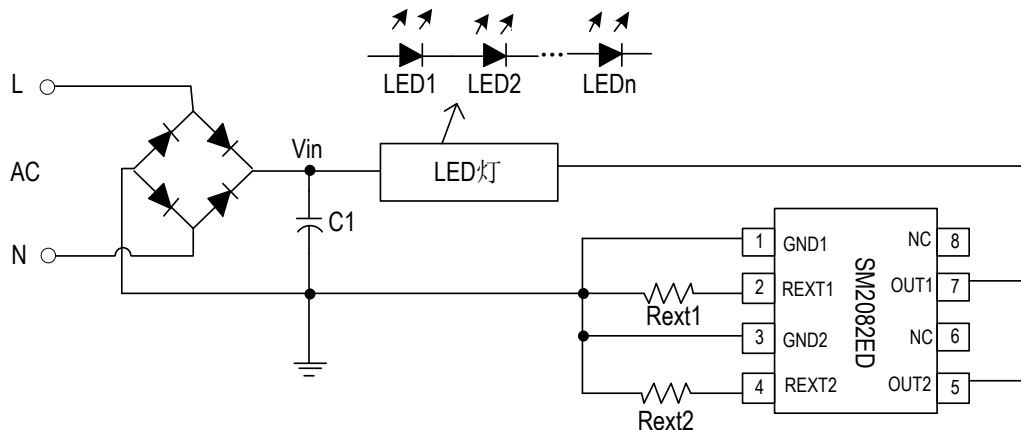 LED1
LED2
LEDn
L
AC
N
Vin
LED灯
C1
Rext1
Rext2
1
GND1
2
REXT1
3
GND2
4
REXT2
SM2082ED
NC
8
OUT1
7
NC
6
OUT2
5